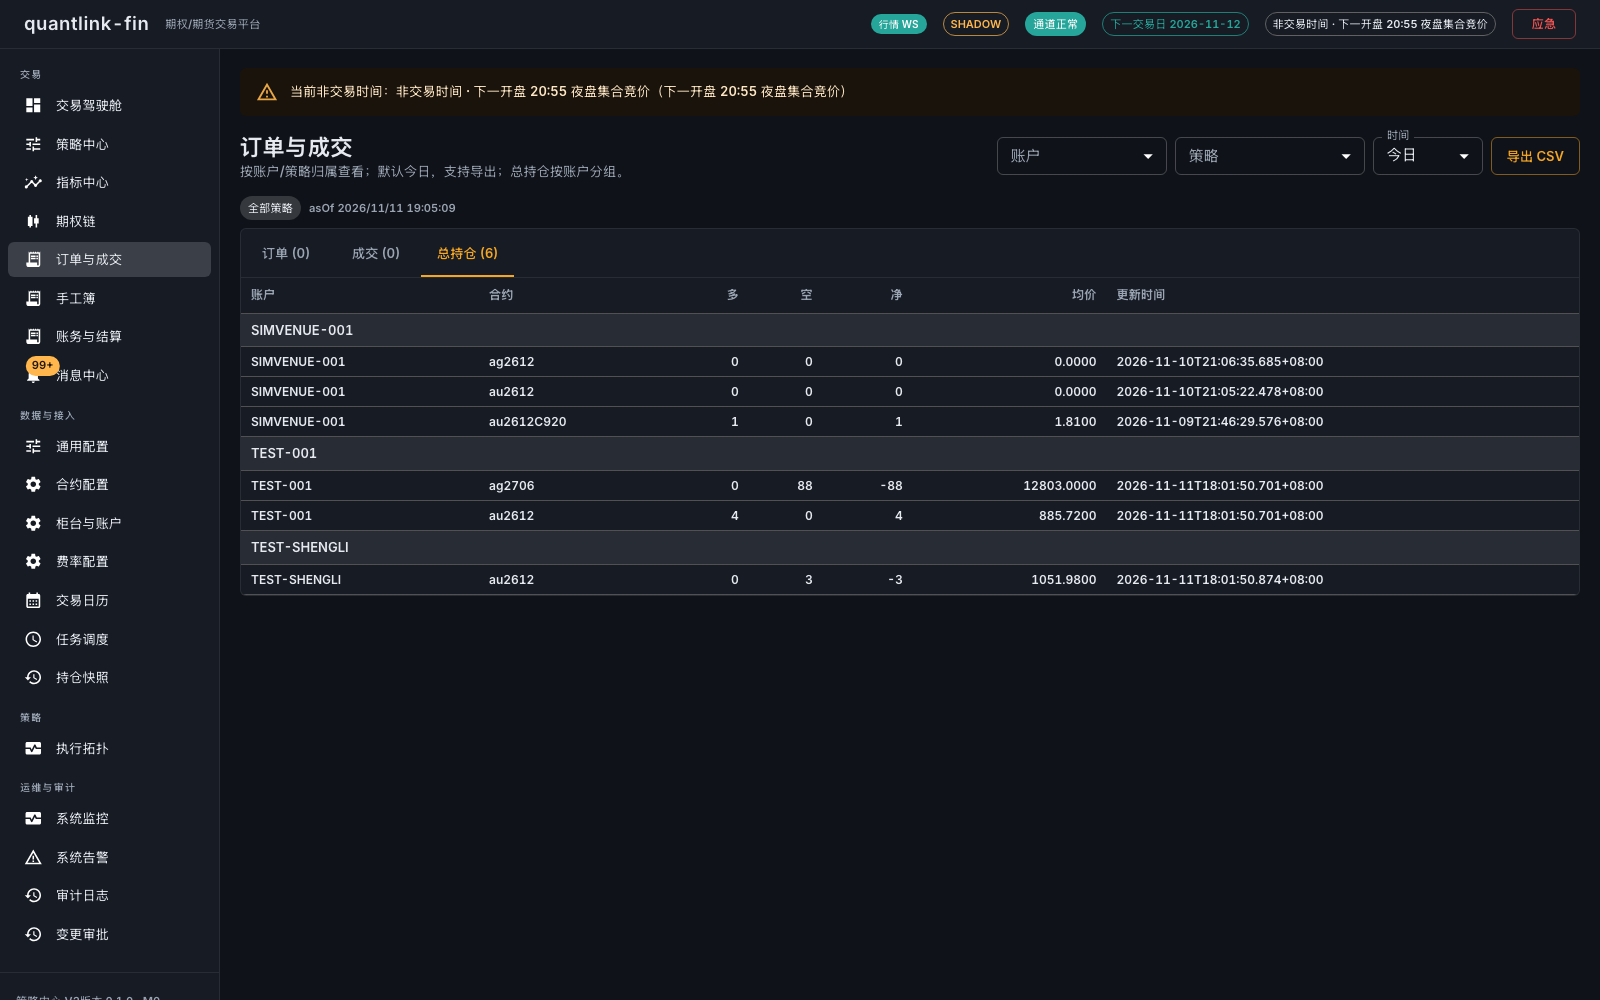 quantlink-fin 期权/期货交易平台
行情 WS SHADOW 通道正常 下一交易日 2026-11-12 非交易时间 · 下一开盘 20:55 夜盘集合竞价 应急
交易
交易驾驶舱
策略中心
指标中心
期权链
订单与成交
手工簿
账务与结算
99+
消息中心
数据与接入
通用配置
合约配置
柜台与账户
费率配置
交易日历
任务调度
持仓快照
策略
执行拓扑
运维与审计
系统监控
系统告警
审计日志
变更审批
当前非交易时间：非交易时间 · 下一开盘 20:55 夜盘集合竞价（下一开盘 20:55 夜盘集合竞价）
订单与成交
按账户/策略归属查看；默认今日，支持导出；总持仓按账户分组。
账户 策略 时间 今日 导出 CSV
全部策略 asOf 2026/11/11 19:05:09
订单 (0) 成交 (0) 总持仓 (6)
账户 合约 多 空 净 均价 更新时间
SIMVENUE-001
SIMVENUE-001 ag2612 0 0 0 0.0000 2026-11-10T21:06:35.685+08:00
SIMVENUE-001 au2612 0 0 0 0.0000 2026-11-10T21:05:22.478+08:00
SIMVENUE-001 au2612C920 1 0 1 1.8100 2026-11-09T21:46:29.576+08:00
TEST-001
TEST-001 ag2706 0 88 -88 12803.0000 2026-11-11T18:01:50.701+08:00
TEST-001 au2612 4 0 4 885.7200 2026-11-11T18:01:50.701+08:00
TEST-SHENGLI
TEST-SHENGLI au2612 0 3 -3 1051.9800 2026-11-11T18:01:50.874+08:00